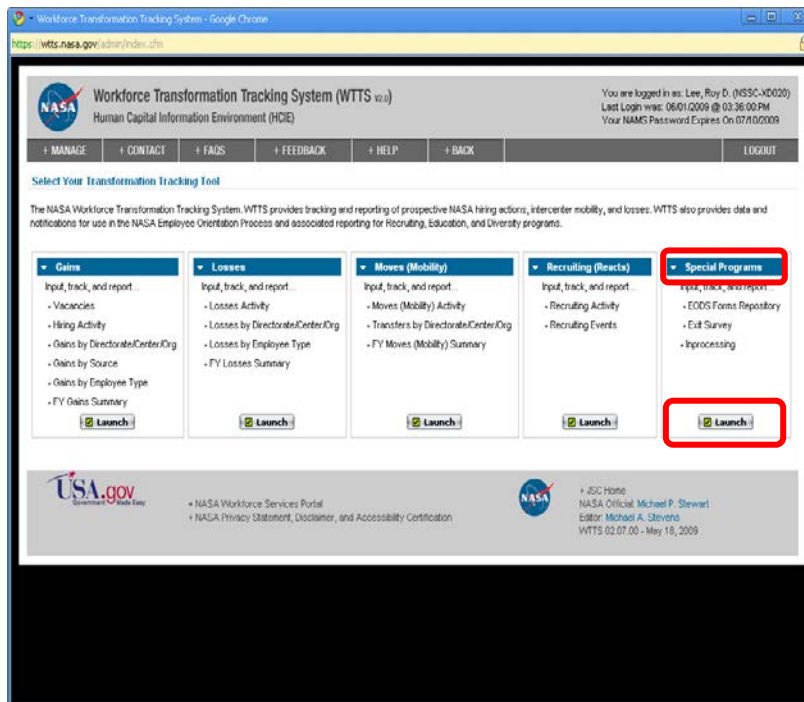 Workforce Transformation Tracking System - Google Chrome
https://wtts.nasa.gov/admin/index.cfm
NASA
Workforce Transformation Tracking System (WTTS v2.0)
Human Capital Information Environment (HCIE)
You are logged in as: Lee, Roy D. (NSSC-XD020)
Last Login was: 06/01/2009 @ 03:36:00 PM
Your NAMS Password Expires On 07/10/2009
+ MANAGE + CONTACT + FAQS + FEEDBACK + HELP + BACK LOGOUT
Select Your Transformation Tracking Tool
The NASA Workforce Transformation Tracking System. WTTS provides tracking and reporting of prospective NASA hiring actions, intercenter mobility, and losses. WTTS also provides data and
notifications for use in the NASA Employee Orientation Process and associated reporting for Recruiting, Education, and Diversity programs.
Gains
Input, track, and report...
- Vacancies
- Hiring Activity
- Gains by Directorate/Center/Org
- Gains by Source
- Gains by Employee Type
- FY Gains Summary
Launch
Losses
Input, track, and report...
- Losses Activity
- Losses by Directorate/Center/Org
- Losses by Employee Type
- FY Losses Summary
Launch
Moves (Mobility)
Input, track, and report...
- Moves (Mobility) Activity
- Transfers by Directorate/Center/Org
- FY Moves (Mobility) Summary
Launch
Recruiting (Reacts)
Input, track, and report...
- Recruiting Activity
- Recruiting Events
Launch
Special Programs
Input, track, and report...
- EODS Forms Repository
- Exit Survey
- Inprocessing
Launch
USA.gov
Government Made Easy
+ NASA Workforce Services Portal
+ NASA Privacy Statement, Disclaimer, and Accessibility Certification
NASA
+ JSC Home
NASA Official: Michael P. Stewart
Editor: Michael A. Stevens
WTTS 02.07.00 - May 18, 2009